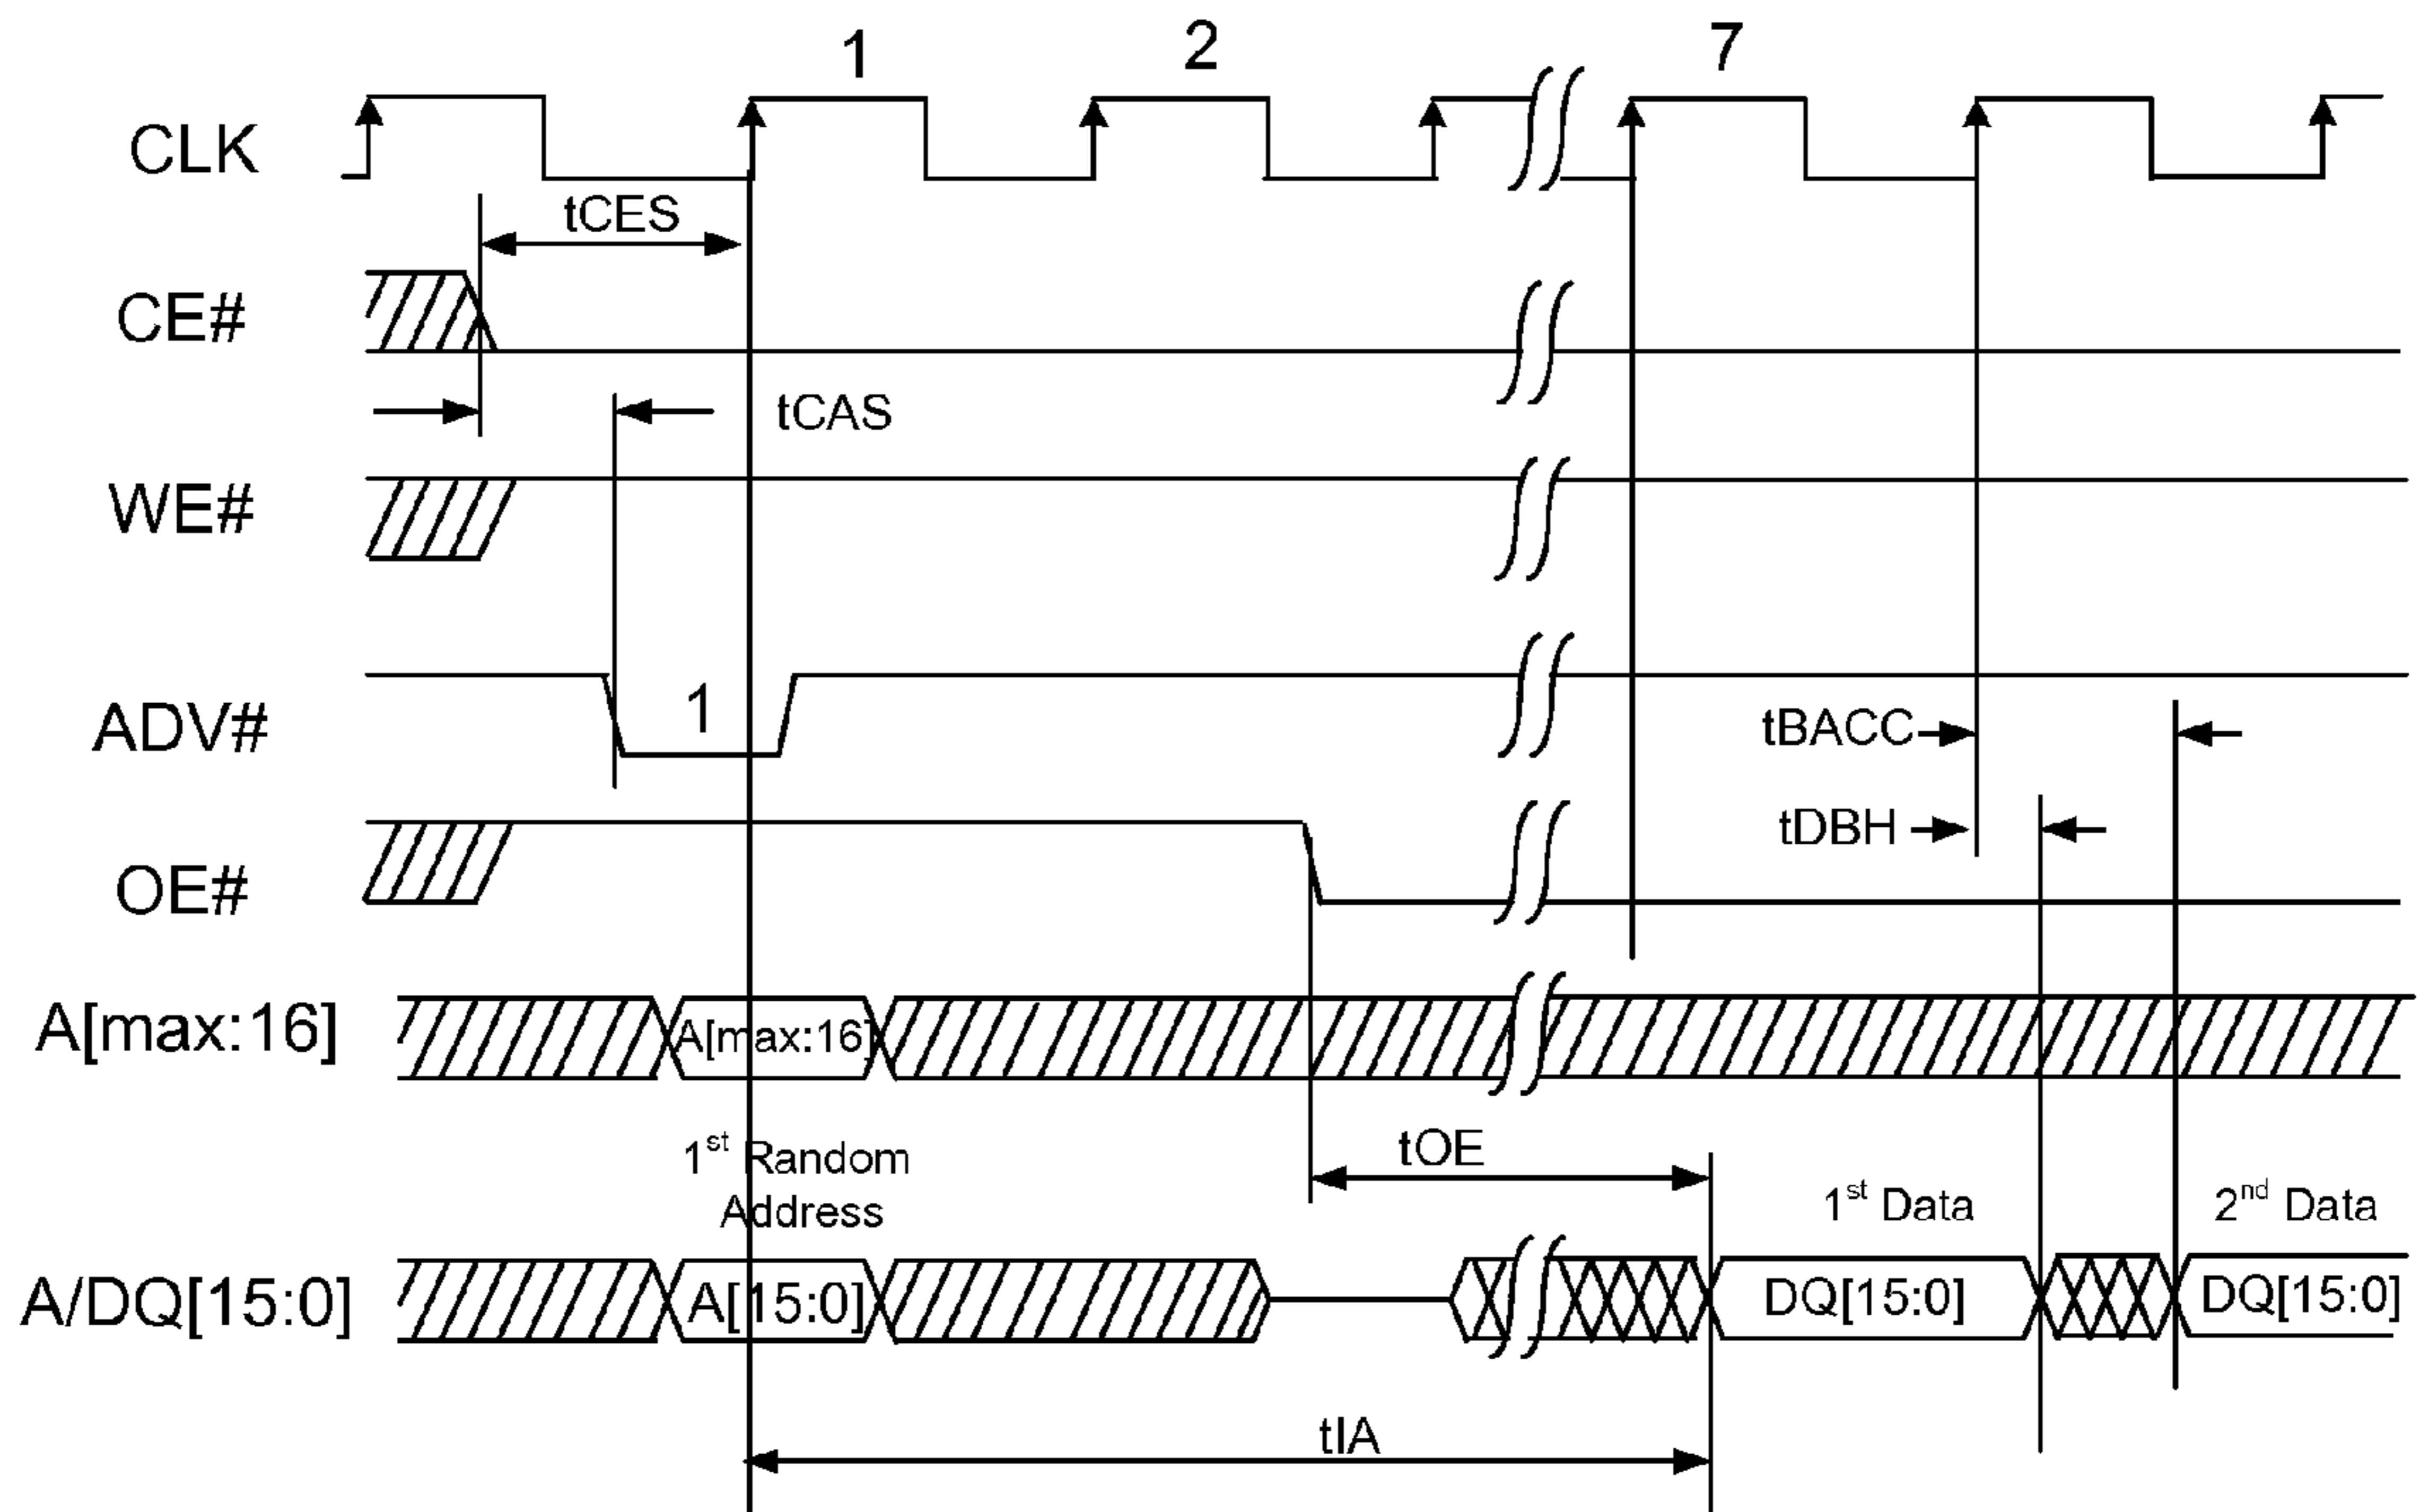 1 2 7
CLK
tCES
CE#
tCAS
WE#
ADV# 1
tBACC
tDBH
OE#
A[max:16] A[max:16]
tOE
1st Random
Address
1st Data 2nd Data
A/DQ[15:0] A[15:0] DQ[15:0] DQ[15:0]
tIA